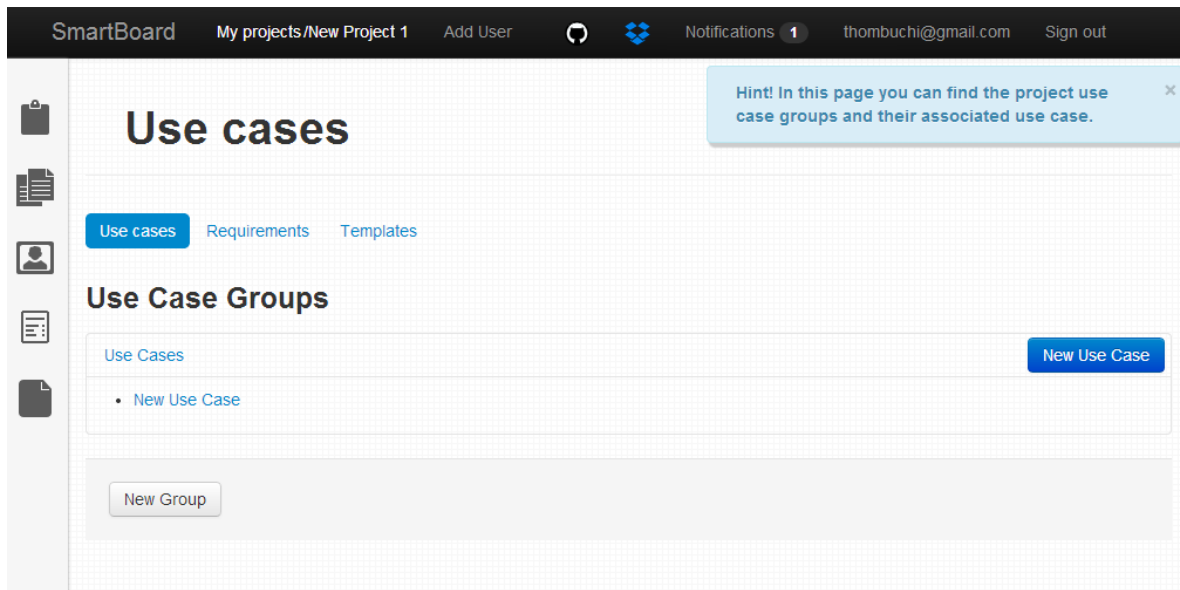 SmartBoard My projects/New Project 1 Add User Notifications 1 thombuchi@gmail.com Sign out
Hint! In this page you can find the project use
case groups and their associated use case.
×
Use cases
Use cases Requirements Templates
Use Case Groups
Use Cases New Use Case
• New Use Case
New Group